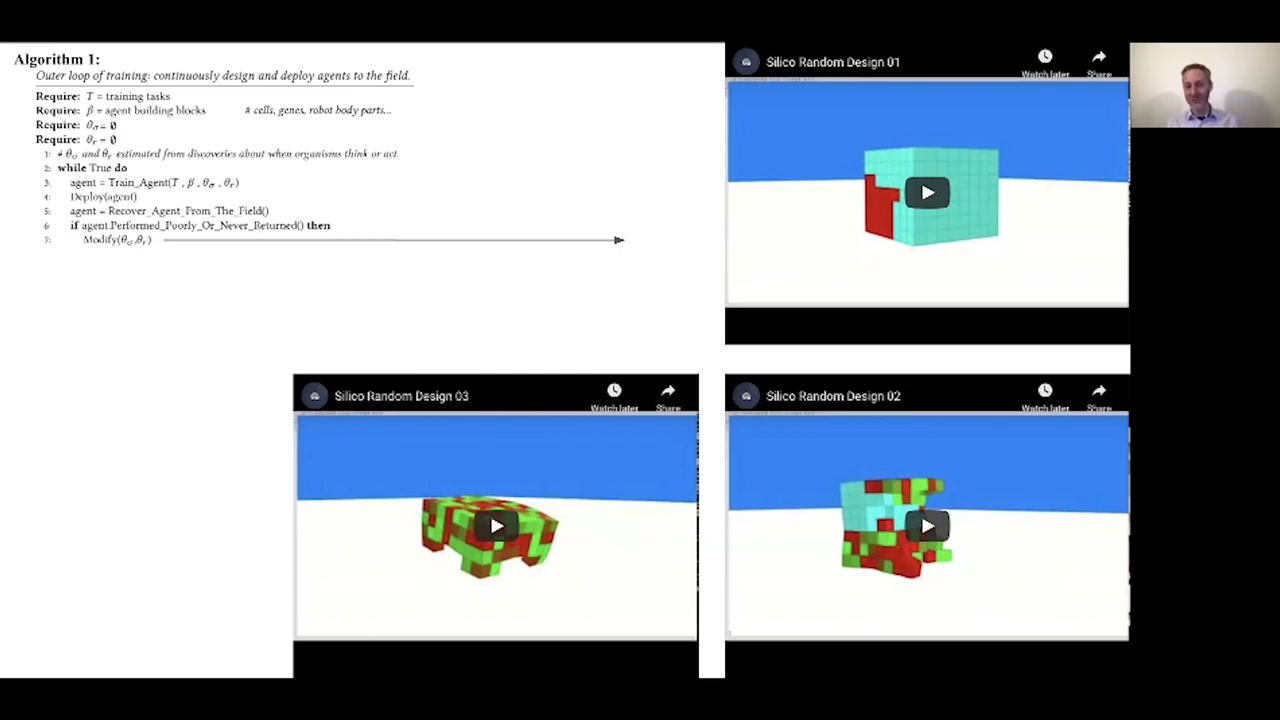 Algorithm 1:
Outer loop of training: continuously design and deploy agents to the field.
Require: T = training tasks
Require: β = agent building blocks # cells, genes, robot body parts...
Require: θσ = ∅
Require: θr = ∅
1: # θσ and θr estimated from discoveries about when organisms think or act.
2: while True do
3: agent = Train_Agent(T , β , θσ , θr)
4: Deploy(agent)
5: agent = Recover_Agent_From_The_Field()
6: if agent.Performed_Poorly_Or_Never_Returned() then
7: Modify(θσ,θr)
Silico Random Design 01
Watch later Share
Silico Random Design 03
Watch later Share
Silico Random Design 02
Watch later Share